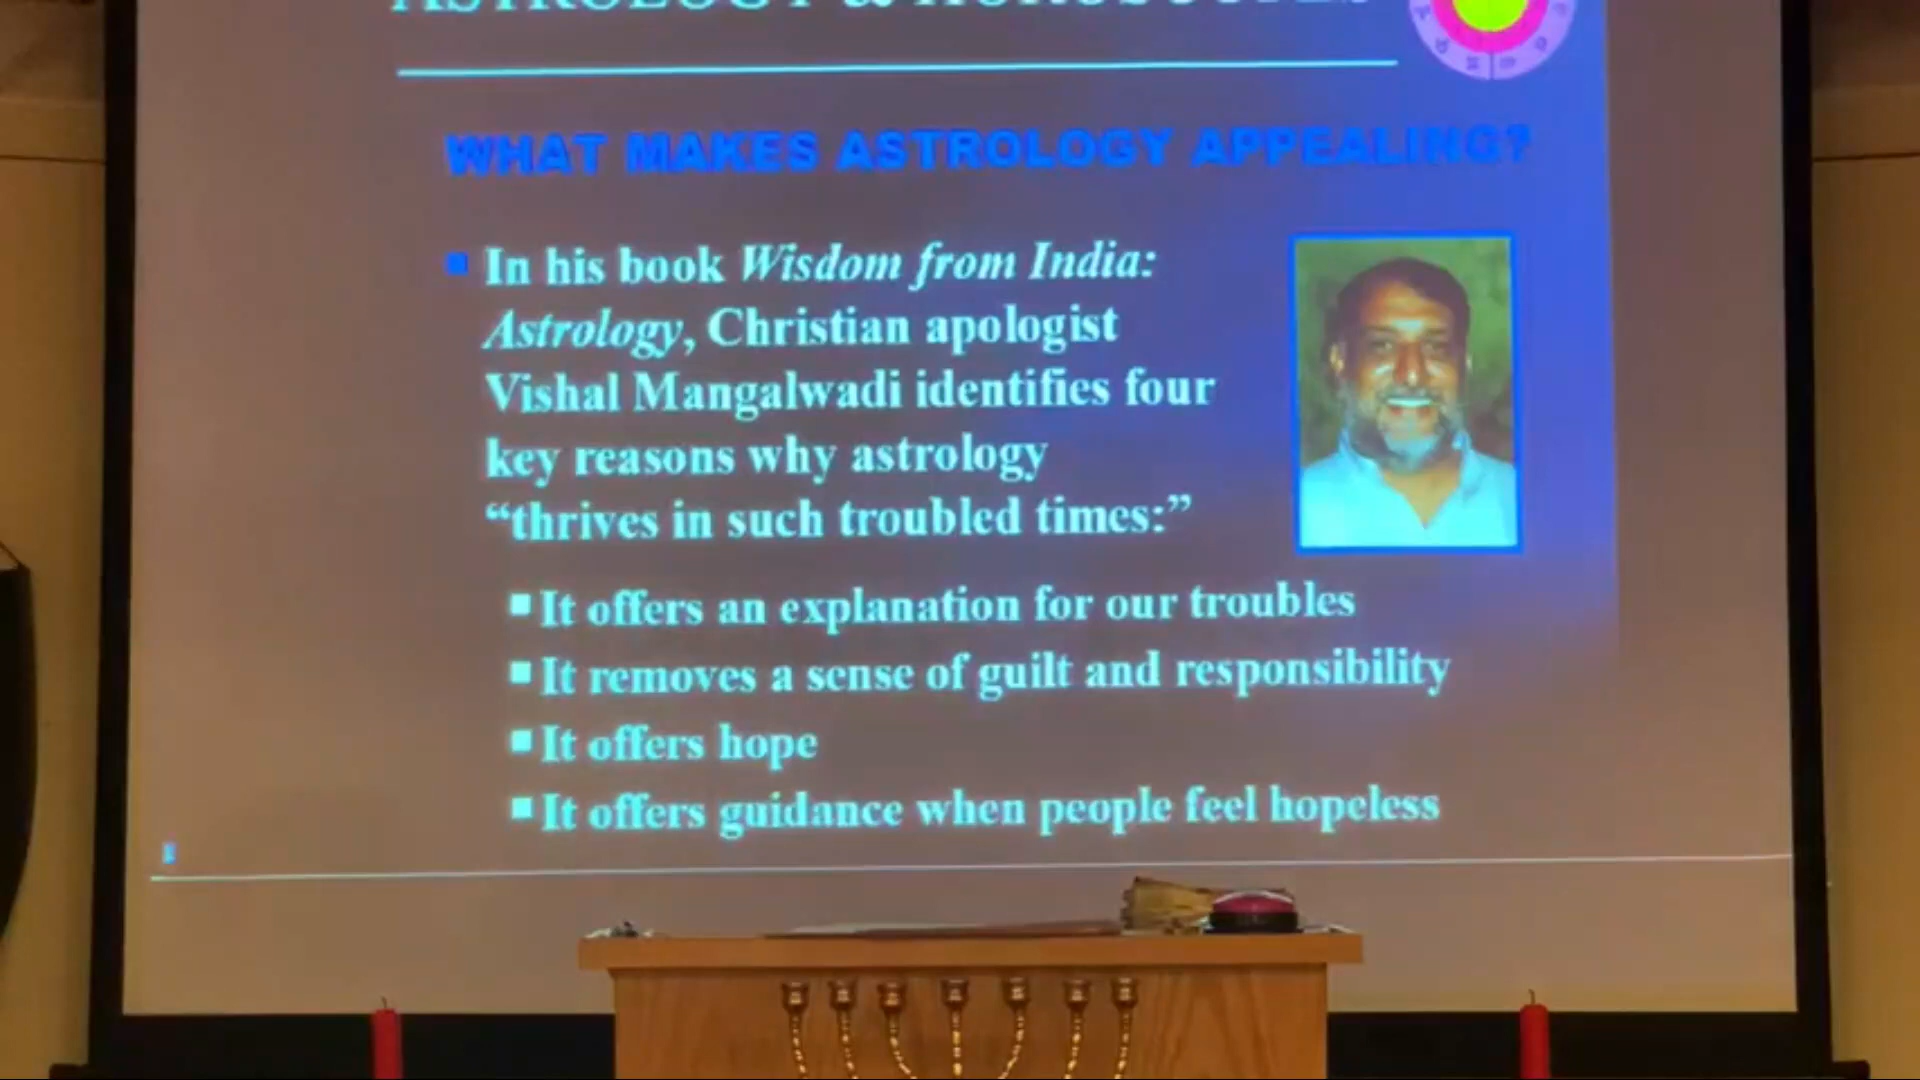 ASTROLOGY & HOROSCOPES
WHAT MAKES ASTROLOGY APPEALING?
In his book Wisdom from India:
Astrology, Christian apologist
Vishal Mangalwadi identifies four
key reasons why astrology
“thrives in such troubled times:”
It offers an explanation for our troubles
It removes a sense of guilt and responsibility
It offers hope
It offers guidance when people feel hopeless